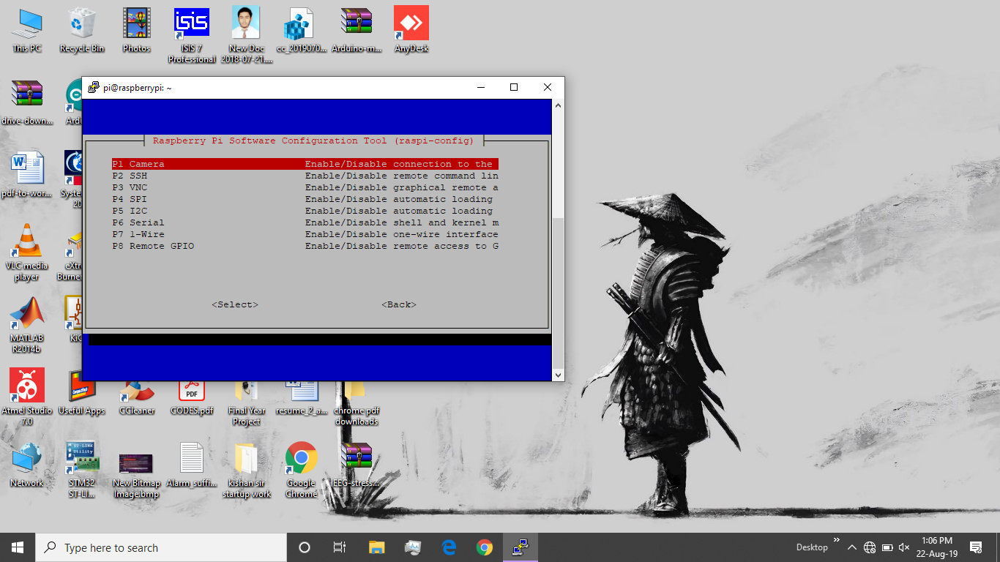 This PC
Recycle Bin
Photos
ISIS 7
Professional
isis
New Doc
2018-07-21....
cc_2019070...
Arduino-m...
AnyDesk
drive-down...
Ardu
pdf-to-wor...
Syste
20
VLC media
player
eXtr
Burne
MATLAB
R2014b
KiC
pi@raspberrypi: ~
Raspberry Pi Software Configuration Tool (raspi-config)
P1 Camera Enable/Disable connection to the
P2 SSH Enable/Disable remote command lin
P3 VNC Enable/Disable graphical remote a
P4 SPI Enable/Disable automatic loading
P5 I2C Enable/Disable automatic loading
P6 Serial Enable/Disable shell and kernel m
P7 1-Wire Enable/Disable one-wire interface
P8 Remote GPIO Enable/Disable remote access to G
<Select> <Back>
Atmel Studio
7.0
Useful Apps
CCleaner
PDF
CODES.pdf
Final Year
Project
resume_2_a...
chrome pdf
downloads
Network
ST-LINK
Utility
STM32
ST-LI...
New Bitmap
Image.bmp
Alarm_suffi...
kishan sir
startup work
Google
Chrome
EEG-stress...
Type here to search
Desktop
1:06 PM
22-Aug-19